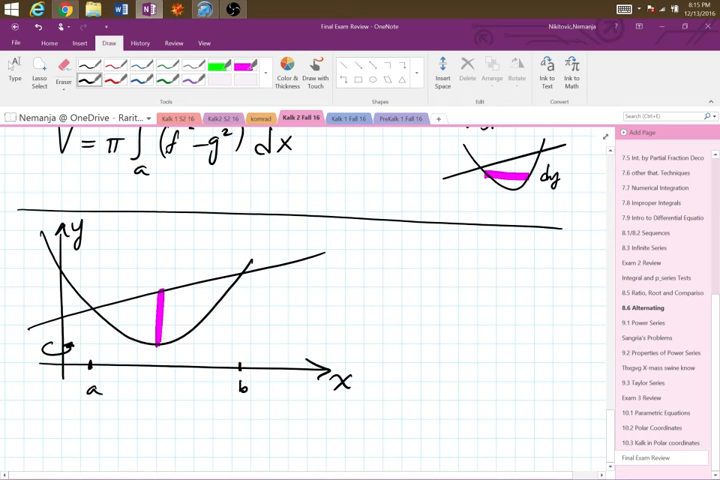 8:15 PM
12/13/2016
Final Exam Review - OneNote
Nikitovic,Nemanja
File
Home
Insert
Draw
History
Review
View
Type
Lasso
Select
Eraser
Color &
Thickness
Draw with
Touch
Insert
Space
Delete
Arrange
Rotate
Ink to
Text
Ink to
Math
Tools
Shapes
Edit
Convert
Nemanja @ OneDrive – Rarit...
Kalk 1 S2 16
Kalk2 S2 16
komrad
Kalk 2 Fall 16
Kalk 1 Fall 16
PreKalk 1 Fall 16
+
Search (Ctrl+E)
Add Page
7.5 Int. by Partial Fraction Deco
7.6 other that. Techniques
7.7 Numerical Integration
7.8 Improper Integrals
7.9 Intro to Differential Equatio
8.1/8.2 Sequences
8.3 Infinite Series
Exam 2 Review
Integral and p_series Tests
8.5 Ratio, Root and Compariso
8.6 Alternating
9.1 Power Series
Sangria's Problems
9.2 Properties of Power Series
Thxgvg X-mass swine know
9.3 Taylor Series
Exam 3 Review
10.1 Parametric Equations
10.2 Polar Coordinates
10.3 Kalk in Polar coordinates
Final Exam Review
V = π ∫ₐ (f² - g²) dx
dy
y
a
b
x